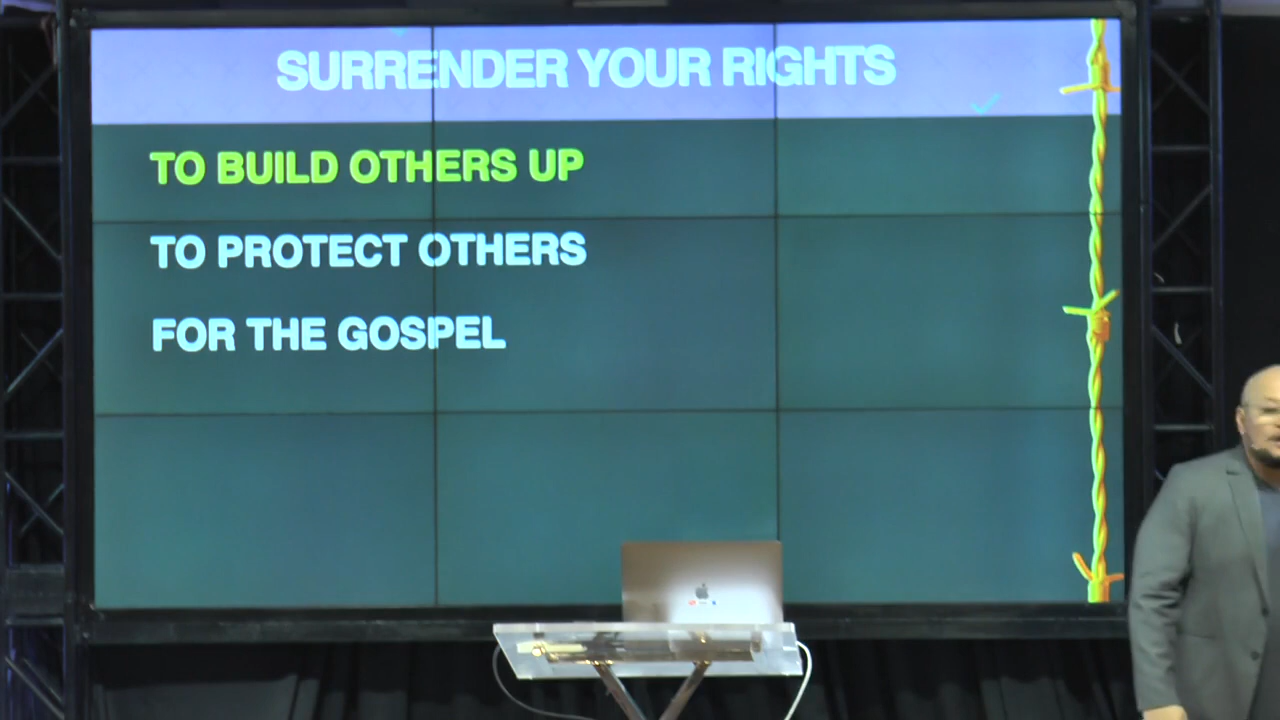 SURRENDER YOUR RIGHTS
TO BUILD OTHERS UP
TO PROTECT OTHERS
FOR THE GOSPEL